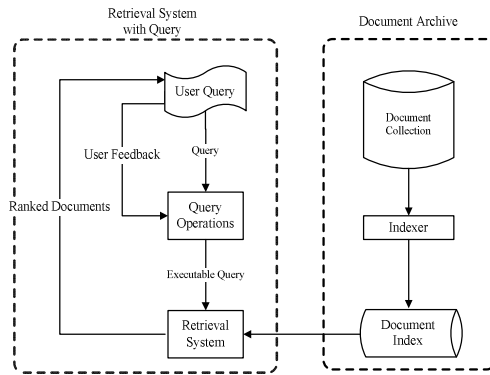 Retrieval System
with Query
User Query
User Feedback
Query
Ranked Documents
Query
Operations
Executable Query
Retrieval
System
Document Archive
Document
Collection
Indexer
Document
Index